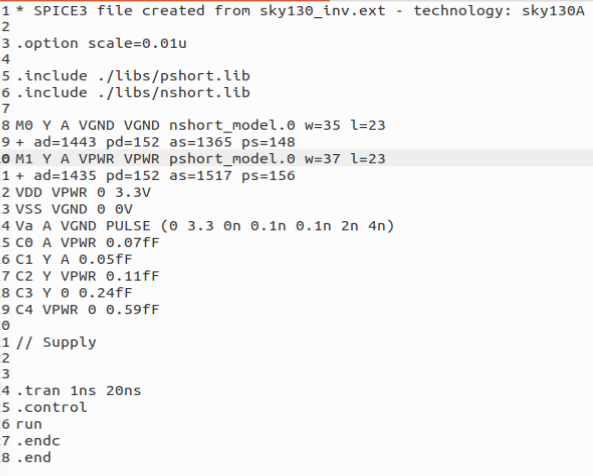 1 * SPICE3 file created from sky130_inv.ext - technology: sky130A
2
3 .option scale=0.01u
4
5 .include ./libs/pshort.lib
6 .include ./libs/nshort.lib
7
8 M0 Y A VGND VGND nshort_model.0 w=35 l=23
9 + ad=1443 pd=152 as=1365 ps=148
0 M1 Y A VPWR VPWR pshort_model.0 w=37 l=23
1 + ad=1435 pd=152 as=1517 ps=156
2 VDD VPWR 0 3.3V
3 VSS VGND 0 0V
4 Va A VGND PULSE (0 3.3 0n 0.1n 0.1n 2n 4n)
5 C0 A VPWR 0.07fF
6 C1 Y A 0.05fF
7 C2 Y VPWR 0.11fF
8 C3 Y 0 0.24fF
9 C4 VPWR 0 0.59fF
0
1 // Supply
2
3
4 .tran 1ns 20ns
5 .control
6 run
7 .endc
8 .end